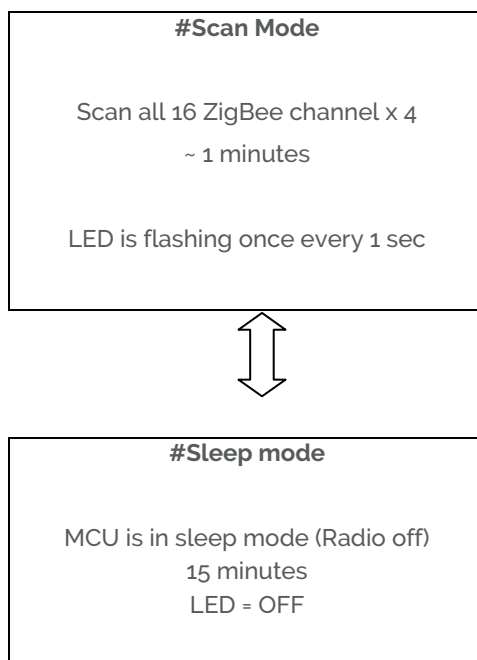 #Scan Mode
Scan all 16 ZigBee channel x 4
~ 1 minutes
LED is flashing once every 1 sec
#Sleep mode
MCU is in sleep mode (Radio off)
15 minutes
LED = OFF